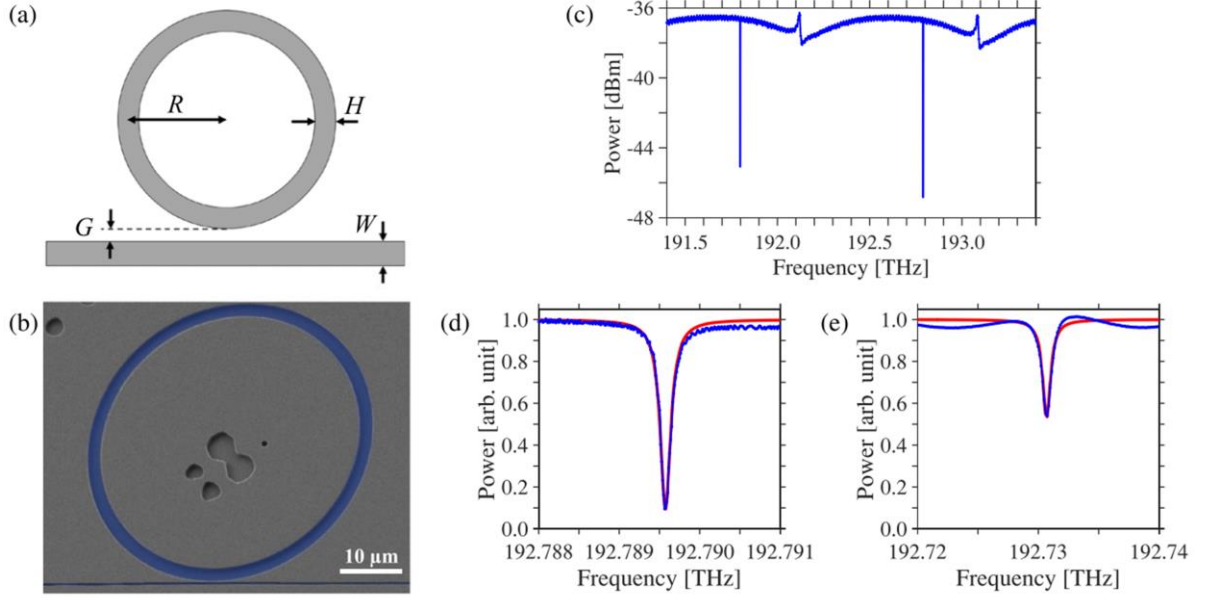 (a)
R
H
G
W
(b)
10 µm
(c)
-36
-40
-44
-48
Power [dBm]
191.5 192.0 192.5 193.0
Frequency [THz]
(d)
1.0
0.8
0.6
0.4
0.2
0.0
Power [arb. unit]
192.788 192.789 192.790 192.791
Frequency [THz]
(e)
1.0
0.8
0.6
0.4
0.2
0.0
Power [arb. unit]
192.72 192.73 192.74
Frequency [THz]